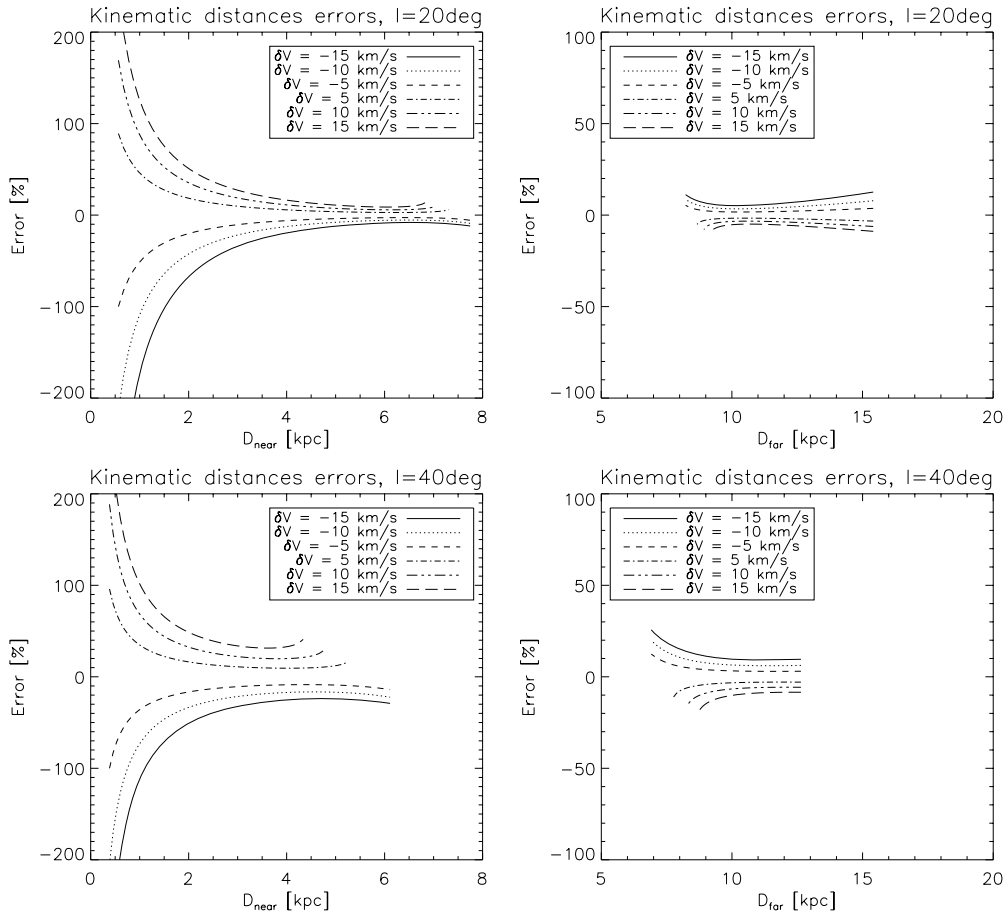 Kinematic distances errors, l=20deg
200
100
0
−100
−200
Error [%]
δV = −15 km/s
δV = −10 km/s
δV = −5 km/s
δV = 5 km/s
δV = 10 km/s
δV = 15 km/s
0 2 4 6 8
Dnear [kpc]
Kinematic distances errors, l=20deg
100
50
0
−50
−100
Error [%]
δV = −15 km/s
δV = −10 km/s
δV = −5 km/s
δV = 5 km/s
δV = 10 km/s
δV = 15 km/s
5 10 15 20
Dfar [kpc]
Kinematic distances errors, l=40deg
200
100
0
−100
−200
Error [%]
δV = −15 km/s
δV = −10 km/s
δV = −5 km/s
δV = 5 km/s
δV = 10 km/s
δV = 15 km/s
0 2 4 6 8
Dnear [kpc]
Kinematic distances errors, l=40deg
100
50
0
−50
−100
Error [%]
δV = −15 km/s
δV = −10 km/s
δV = −5 km/s
δV = 5 km/s
δV = 10 km/s
δV = 15 km/s
5 10 15 20
Dfar [kpc]